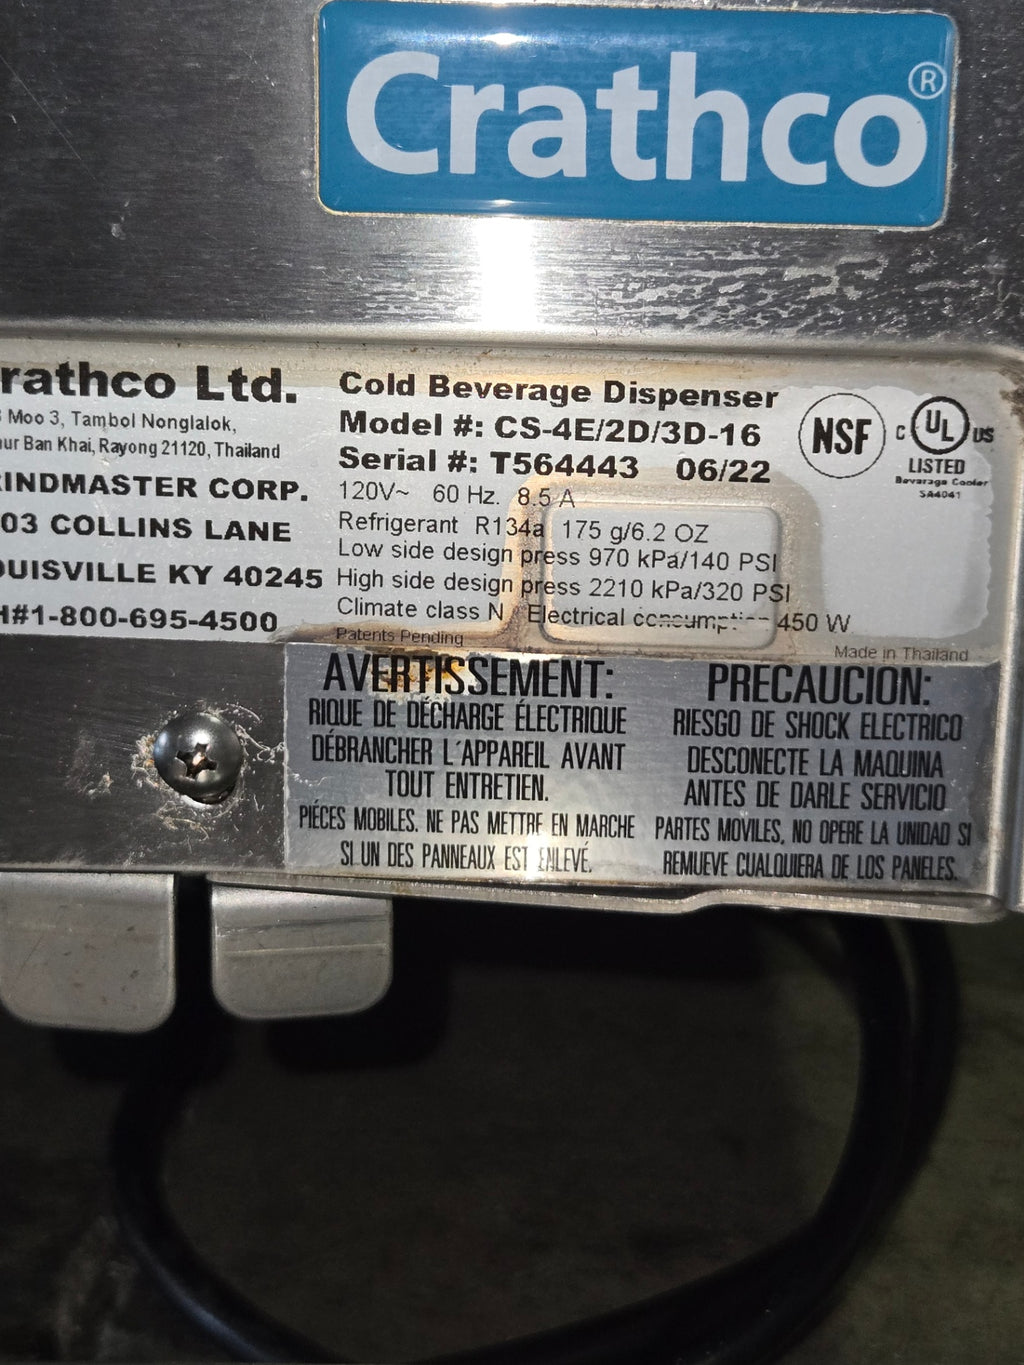 Crathco®
rathco Ltd.
Moo 3, Tambol Nonglalok,
ur Ban Khai, Rayong 21120, Thailand
INDMASTER CORP.
03 COLLINS LANE
OUISVILLE KY 40245
H#1-800-695-4500
Cold Beverage Dispenser
Model #: CS-4E/2D/3D-16
Serial #: T564443 06/22
120V~ 60 Hz. 8.5 A
Refrigerant R134a 175 g/6.2 OZ
Low side design press 970 kPa/140 PSI
High side design press 2210 kPa/320 PSI
Climate class N Electrical consumption 450 W
Patents Pending
Made in Thailand
NSF
C UL US
LISTED
Beverage Cooler
SA4041
AVERTISSEMENT:
RIQUE DE DÉCHARGE ÉLECTRIQUE
DÉBRANCHER L'APPAREIL AVANT
TOUT ENTRETIEN.
PIÉCES MOBILES. NE PAS METTRE EN MARCHE
SI UN DES PANNEAUX EST ENLEVÉ.
PRECAUCION:
RIESGO DE SHOCK ELECTRICO
DESCONECTE LA MAQUINA
ANTES DE DARLE SERVICIO
PARTES MOVILES, NO OPERE LA UNIDAD SI
REMUEVE CUALQUIERA DE LOS PANELES.